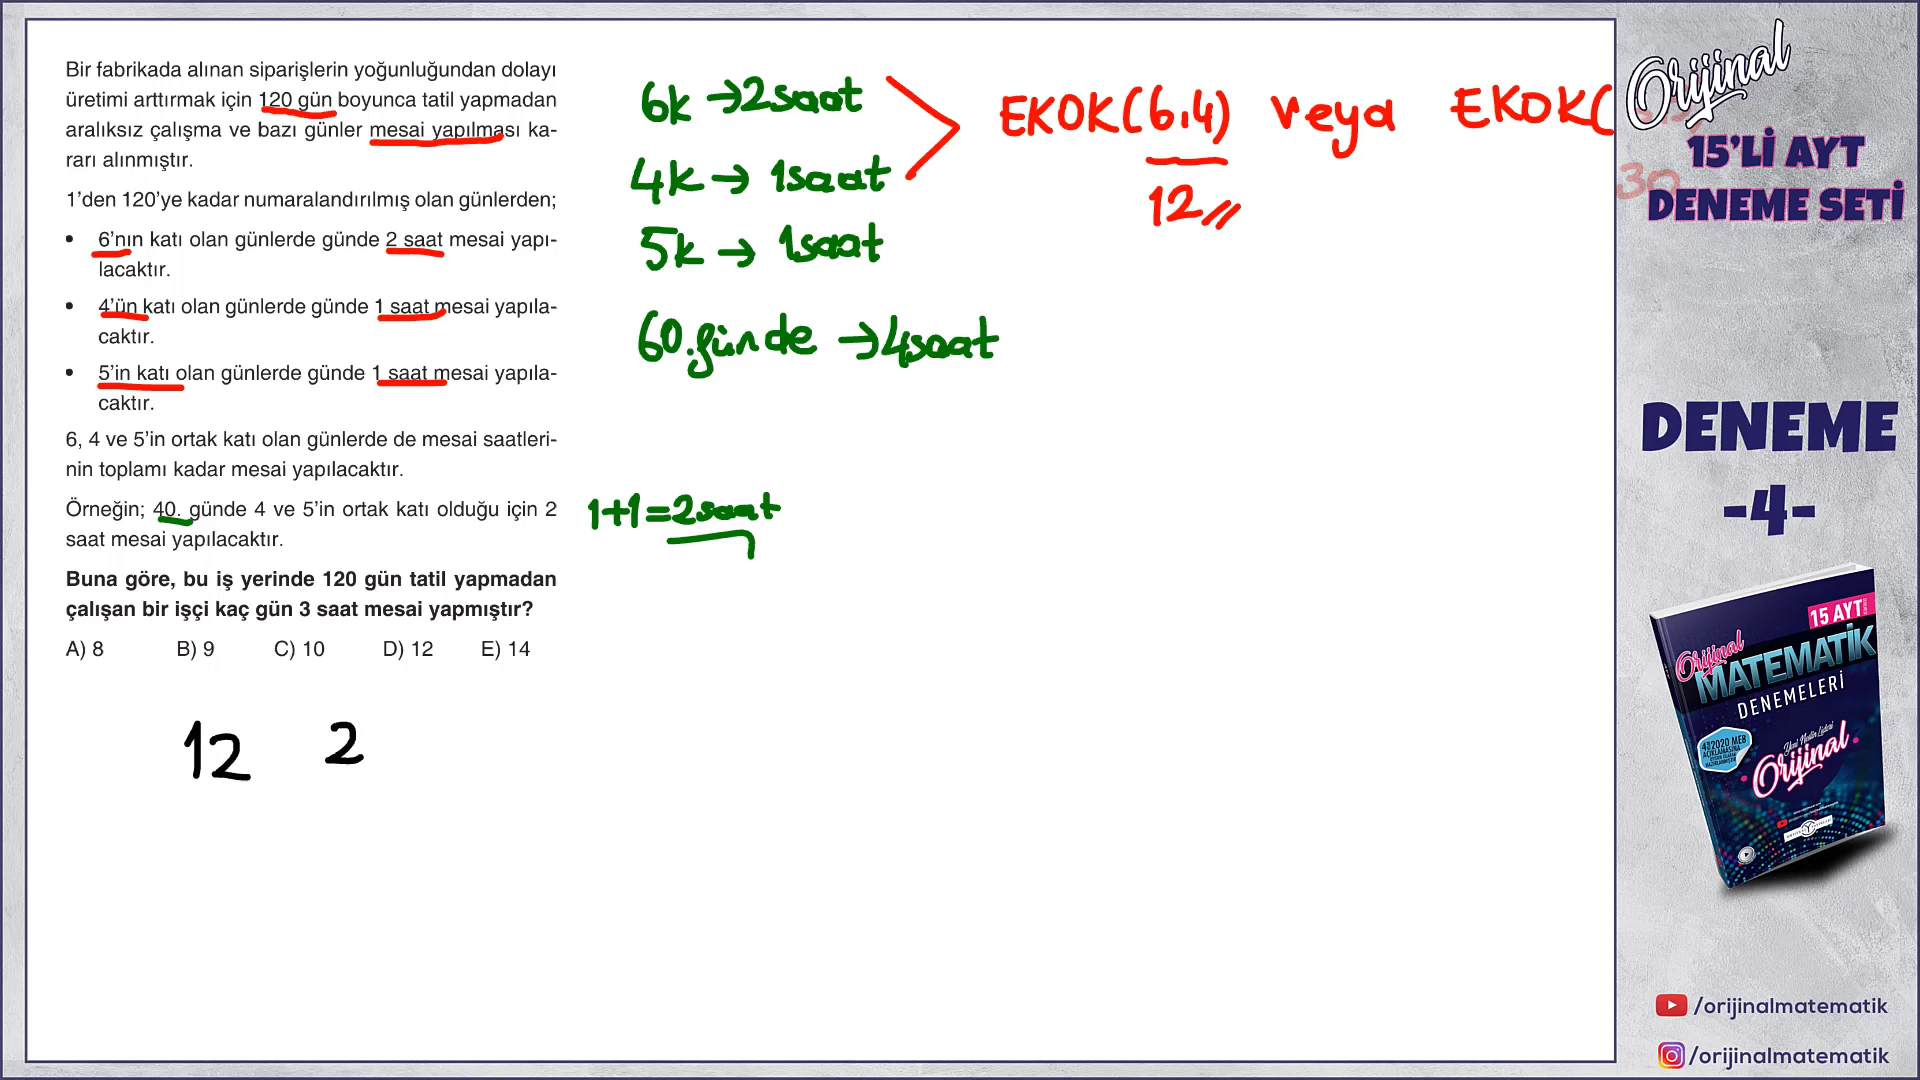 Bir fabrikada alınan siparişlerin yoğunluğundan dolayı
üretimi arttırmak için 120 gün boyunca tatil yapmadan
aralıksız çalışma ve bazı günler mesai yapılması ka-
rarı alınmıştır.
1'den 120'ye kadar numaralandırılmış olan günlerden;
• 6'nın katı olan günlerde günde 2 saat mesai yapı-
lacaktır.
• 4'ün katı olan günlerde günde 1 saat mesai yapıla-
caktır.
• 5'in katı olan günlerde günde 1 saat mesai yapıla-
caktır.
6, 4 ve 5'in ortak katı olan günlerde de mesai saatleri-
nin toplamı kadar mesai yapılacaktır.
Örneğin; 40. günde 4 ve 5'in ortak katı olduğu için 2
saat mesai yapılacaktır.
Buna göre, bu iş yerinde 120 gün tatil yapmadan
çalışan bir işçi kaç gün 3 saat mesai yapmıştır?
A) 8 B) 9 C) 10 D) 12 E) 14
12 2
6k → 2saat
4k → 1saat
5k → 1saat
60.günde → 4saat
1+1=2saat
EKOK(6,4) veya EKOK(
12
30
Orijinal
15'Lİ AYT
DENEME SETİ
DENEME
-4-
15 AYT
Orijinal
MATEMATİK
DENEMELERİ
Orijinal
/orijinalmatematik
/orijinalmatematik